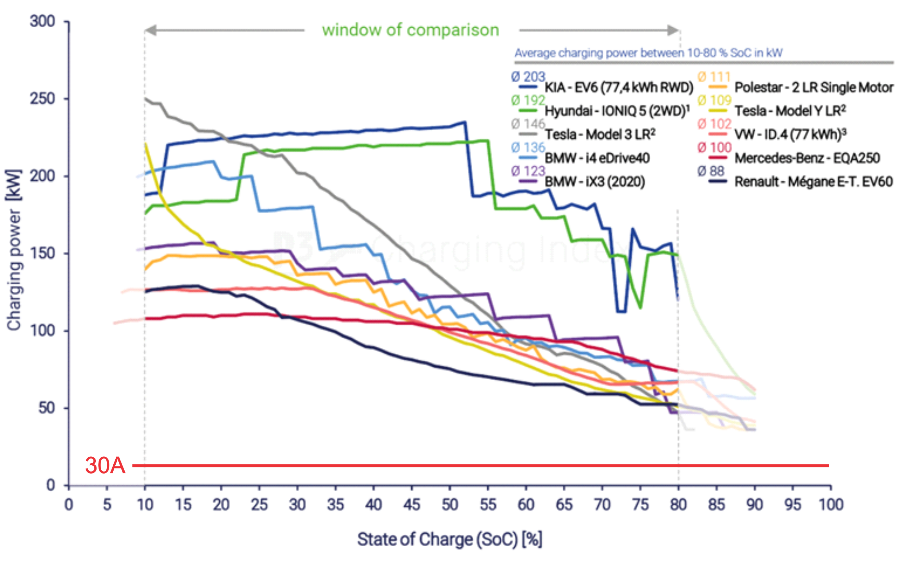 300
window of comparison
Average charging power between 10-80 % SoC in kW
Ø 203
KIA - EV6 (77,4 kWh RWD)
Ø 192
Hyundai - IONIQ 5 (2WD)¹
Ø 146
Tesla - Model 3 LR²
Ø 136
BMW - i4 eDrive40
Ø 123
BMW - iX3 (2020)
Ø 111
Polestar - 2 LR Single Motor
Ø 109
Tesla - Model Y LR²
Ø 102
VW - ID.4 (77 kWh)³
Ø 100
Mercedes-Benz - EQA250
Ø 88
Renault - Mégane E-T. EV60
250
200
150
100
50
0
Charging power [kW]
Charging Index
30A
0 5 10 15 20 25 30 35 40 45 50 55 60 65 70 75 80 85 90 95 100
State of Charge (SoC) [%]